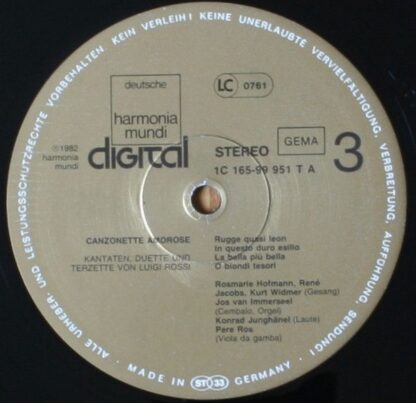 ALLE URHEBER UND LEISTUNGSSCHUTZRECHTE VORBEHALTEN. KEIN VERLEIH! KEINE UNERLAUBTE VERVIELFÄLTIGUNG, VERBREITUNG, AUFFÜHRUNG, SENDUNG!
deutsche
harmonia
mundi
LC 0761
℗1982
harmonia
mundi
digital
STEREO
GEMA
3
1C 165-99 951 T A
CANZONETTE AMOROSE
KANTATEN, DUETTE UND
TERZETTE VON LUIGI ROSSI
Rugge quasi leon
In questo duro esilio
La bella più bella
O biondi tesori
Rosmarie Hofmann, René
Jacobs, Kurt Widmer (Gesang)
Jos van Immerseel
(Cembalo, Orgel)
Konrad Junghänel (Laute)
Pere Ros
(Viola da gamba)
MADE IN ST 33 GERMANY